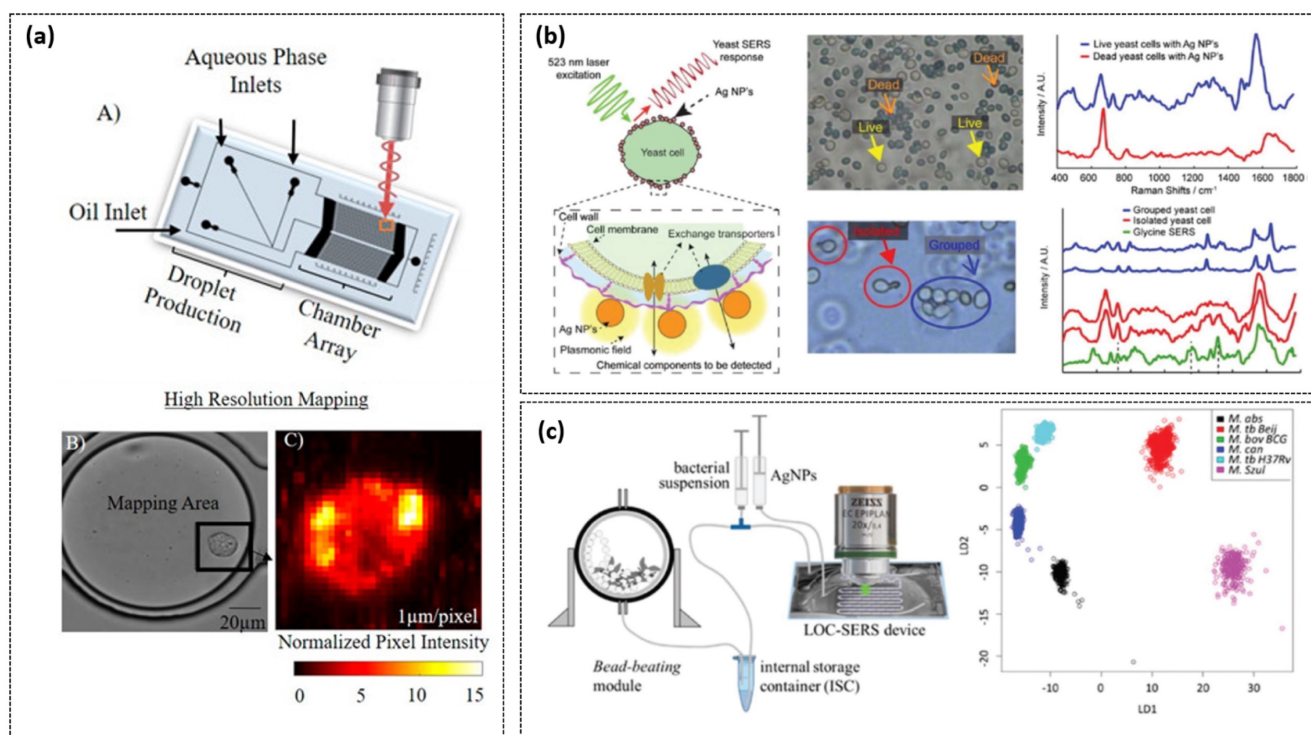 (a)
Aqueous Phase
Inlets
A)
Oil Inlet
Droplet
Production
Chamber
Array
High Resolution Mapping
B)
Mapping Area
20µm
C)
1µm/pixel
Normalized Pixel Intensity
0 5 10 15
(b)
523 nm laser
excitation
Yeast SERS
response
Ag NP's
Yeast cell
Cell wall
Cell membrane
Exchange transporters
Ag NP's
Plasmonic field
Chemical components to be detected
Dead
Dead
Live
Live
Isolated
Grouped
Live yeast cells with Ag NP's
Dead yeast cells with Ag NP's
Intensity / A.U.
400 600 800 1000 1200 1400 1600 1800
Raman Shifts / cm⁻¹
Grouped yeast cell
Isolated yeast cell
Glycine SERS
Intensity / A.U.
(c)
bacterial
suspension
AgNPs
ZEISS
EC EPIPLAN
20x/0,4
LOC-SERS device
Bead-beating
module
internal storage
container (ISC)
M. abs
M. tb Beij
M. bov BCG
M. can
M. tb H37Rv
M. Szul
LD2
5
0
-5
-10
-15
-20
-10 0 10 20 30
LD1